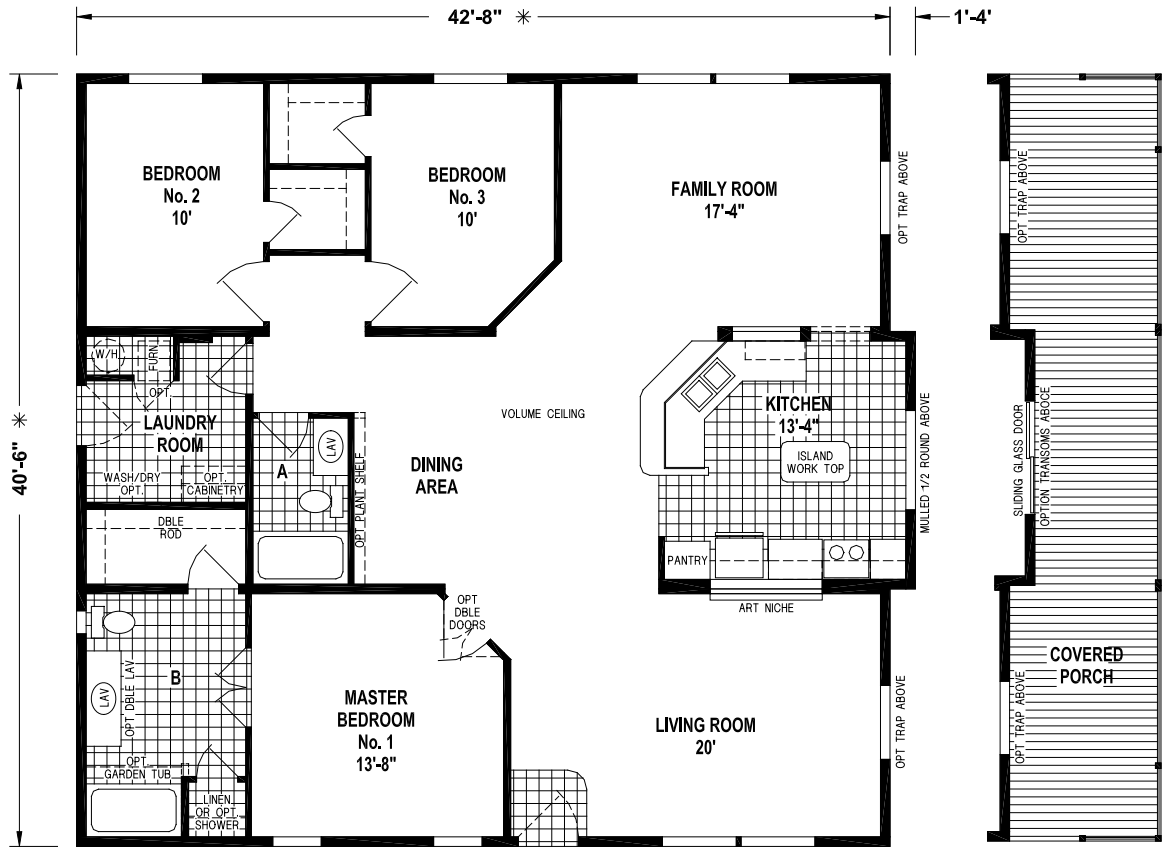 42'-8" ✳
1'-4'
40'-6" ✳
BEDROOM
No. 2
10'
BEDROOM
No. 3
10'
FAMILY ROOM
17'-4"
OPT TRAP ABOVE
OPT TRAP ABOVE
W/H
FURN
OPT.
LAUNDRY
ROOM
WASH/DRY
OPT.
OPT.
CABINETRY
A
LAV
OPT PLANT SHELF
VOLUME CEILING
DINING
AREA
KITCHEN
13'-4"
ISLAND
WORK TOP
PANTRY
ART NICHE
MULLED 1/2 ROUND ABOVE
SLIDING GLASS DOOR
OPTION TRANSOMS ABOCE
DBLE
ROD
B
LAV
OPT DBLE LAV
OPT.
GARDEN TUB
LINEN
OR OPT.
SHOWER
OPT
DBLE
DOORS
MASTER
BEDROOM
No. 1
13'-8"
LIVING ROOM
20'
OPT TRAP ABOVE
OPT TRAP ABOVE
COVERED
PORCH